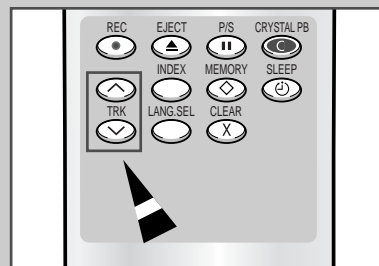 REC EJECT P/S CRYSTAL PB
C
INDEX MEMORY SLEEP
TRK LANG.SEL CLEAR
X